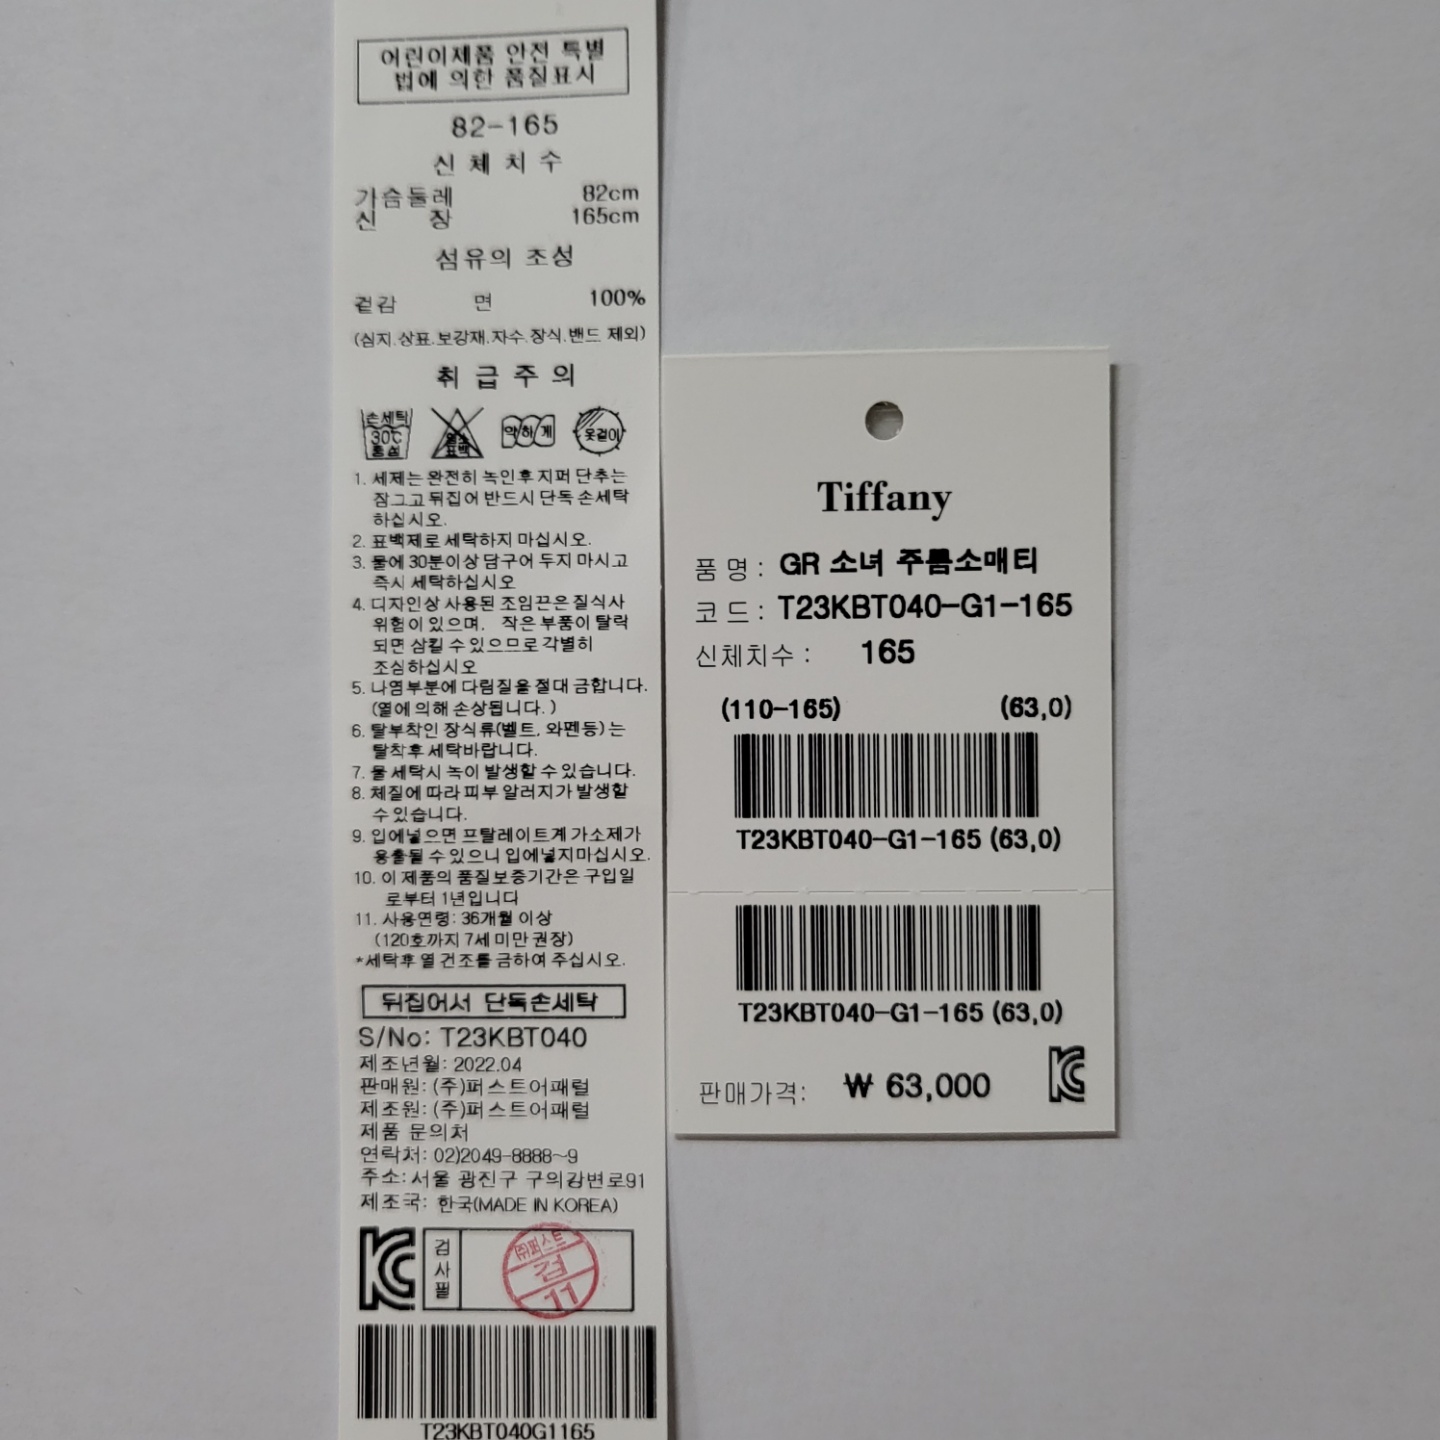 어린이제품 안전 특별
법에 의한 품질표시
82-165
신 체 치 수
가슴둘레 82cm
신 장 165cm
섬유의 조성
겉감 면 100%
(심지.상표.보강재.자수.장식.밴드 제외)
취 급 주 의
손세탁
30℃
중성
염소
표백
약하게
옷걸이
1. 세제는 완전히 녹인후 지퍼 단추는
잠그고 뒤집어 반드시 단독 손세탁
하십시오.
2. 표백제로 세탁하지 마십시오.
3. 물에 30분이상 담구어 두지 마시고
즉시 세탁하십시오
4. 디자인상 사용된 조임끈은 질식사
위험이 있으며, 작은 부품이 탈락
되면 삼킬 수 있으므로 각별히
조심하십시오
5. 나염부분에 다림질을 절대 금합니다.
(열에 의해 손상됩니다. )
6. 탈부착인 장식류(벨트, 와펜등) 는
탈착후 세탁바랍니다.
7. 물 세탁시 녹이 발생할 수 있습니다.
8. 체질에 따라 피부 알러지가 발생할
수 있습니다.
9. 입에넣으면 프탈레이트계 가소제가
용출될 수 있으니 입에넣지마십시오.
10. 이 제품의 품질보증기간은 구입일
로부터 1년입니다
11. 사용연령: 36개월 이상
(120호까지 7세 미만 권장)
*세탁후 열 건조를 금하여 주십시오.
뒤집어서 단독손세탁
S/No: T23KBT040
제조년월: 2022.04
판매원: (주)퍼스트어패럴
제조원: (주)퍼스트어패럴
제품 문의처
연락처: 02)2049-8888~9
주소: 서울 광진구 구의강변로91
제조국: 한국(MADE IN KOREA)
KC 검사필
㈜퍼스트
검
11
T23KBT040G1165
Tiffany
품 명 : GR 소녀 주름소매티
코 드 : T23KBT040-G1-165
신체치수 : 165
(110-165) (63,0)
T23KBT040-G1-165 (63,0)
T23KBT040-G1-165 (63,0)
판매가격: ₩ 63,000
KC